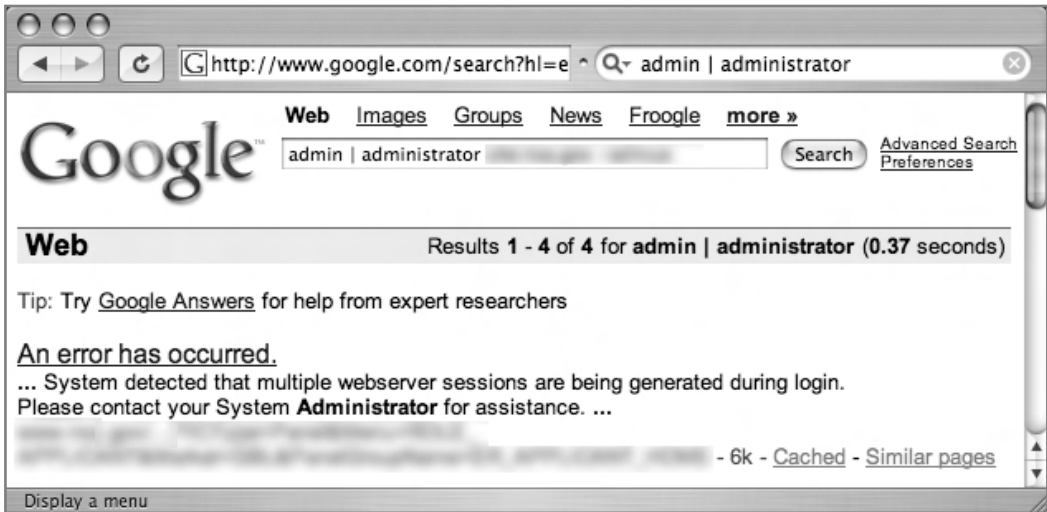 http://www.google.com/search?hl=e
admin | administrator
Google™
Web Images Groups News Froogle more »
admin | administrator
Search
Advanced Search
Preferences
Web
Results 1 - 4 of 4 for admin | administrator (0.37 seconds)
Tip: Try Google Answers for help from expert researchers
An error has occurred.
... System detected that multiple webserver sessions are being generated during login.
Please contact your System Administrator for assistance. ...
- 6k - Cached - Similar pages
Display a menu